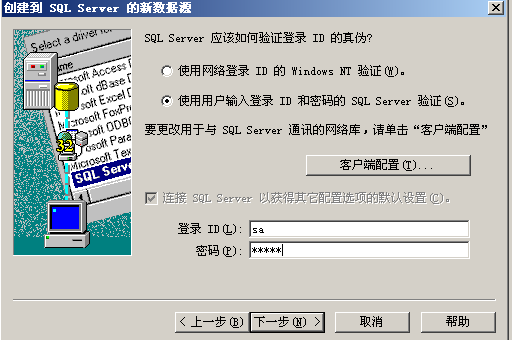 创建到 SQL Server 的新数据源
Select a driver for
Name
soft Access
soft dBase D
soft Excel D
soft FoxPr
soft ODBC
soft Para
Microsoft Tex
SQL Serv
32
SQL Server 应该如何验证登录 ID 的真伪?
使用网络登录 ID 的 Windows NT 验证(W)。
使用用户输入登录 ID 和密码的 SQL Server 验证(S)。
要更改用于与 SQL Server 通讯的网络库,请单击“客户端配置”
客户端配置(T)...
连接 SQL Server 以获得其它配置选项的默认设置(C)。
登录 ID(L): sa
密码(P): *****
< 上一步(B) 下一步(N) > 取消 帮助